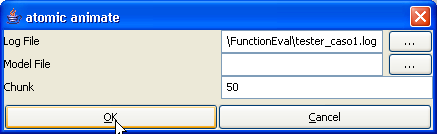 atomic animate
Log File \FunctionEval\tester_caso1.log ...
Model File ...
Chunk 50
OK Cancel